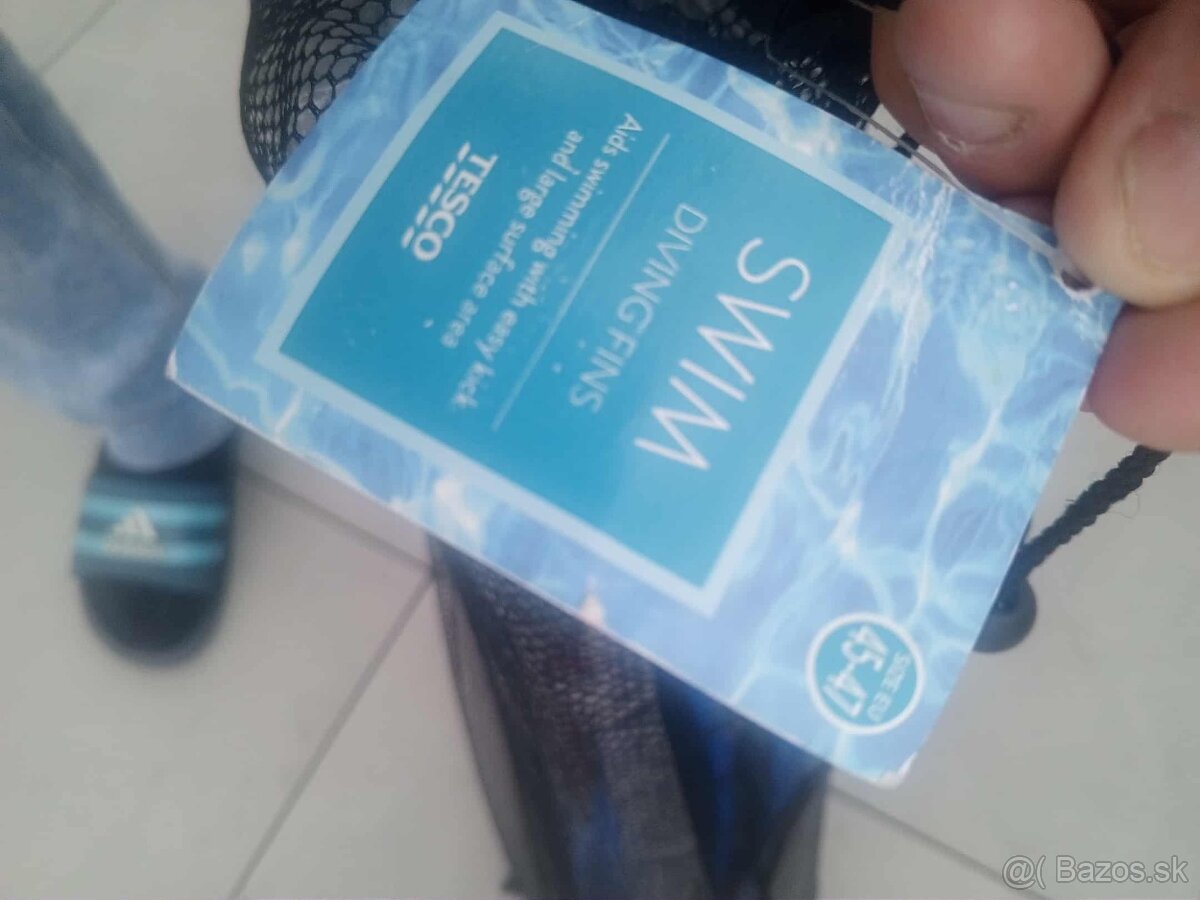 SWIM
DIVING FINS
Aids swimming with easy kick
and large surface area
TESCO
SIZE EU
45-47
adidas
@( Bazos.sk